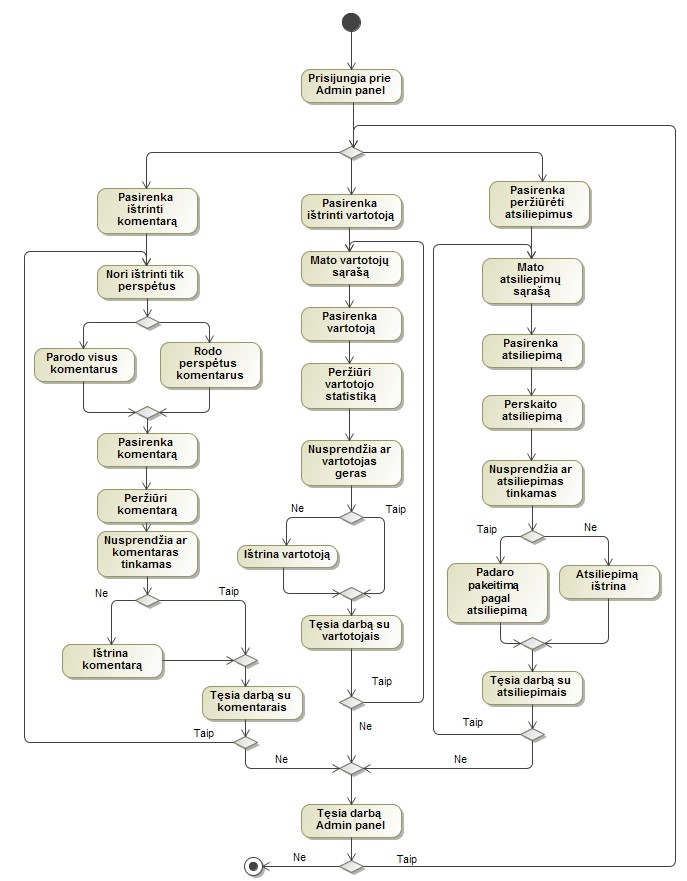 Prisijungia prie
Admin panel
Pasirenka
ištrinti
komentarą
Nori ištrinti tik
perspėtus
Parodo visus
komentarus
Rodo
perspėtus
komentarus
Pasirenka
komentarą
Peržiūri
komentarą
Nusprendžia ar
komentaras
tinkamas
Ne
Taip
Ištrina
komentarą
Tęsia darbą su
komentarais
Taip
Ne
Pasirenka
ištrinti vartotoją
Mato vartotojų
sąrašą
Pasirenka
vartotoją
Peržiūri
vartotojo
statistiką
Nusprendžia ar
vartotojas
geras
Ne
Taip
Ištrina vartotoją
Tęsia darbą su
vartotojais
Taip
Ne
Pasirenka
peržiūrėti
atsiliepimus
Mato
atsiliepimų
sąrašą
Pasirenka
atsiliepimą
Perskaito
atsiliepimą
Nusprendžia ar
atsiliepimas
tinkamas
Taip
Ne
Padaro
pakeitimą
pagal
atsiliepimą
Atsiliepimą
ištrina
Tęsia darbą su
atsiliepimais
Taip
Ne
Tęsia darbą
Admin panel
Ne
Taip